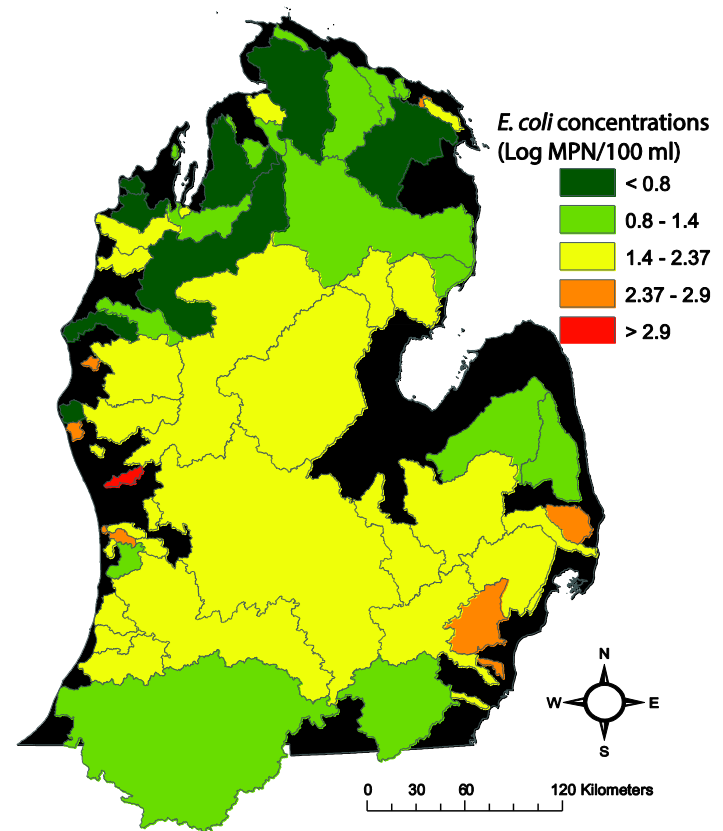 E. coli concentrations
(Log MPN/100 ml)
< 0.8
0.8 - 1.4
1.4 - 2.37
2.37 - 2.9
> 2.9
N
W E
S
0 30 60 120 Kilometers